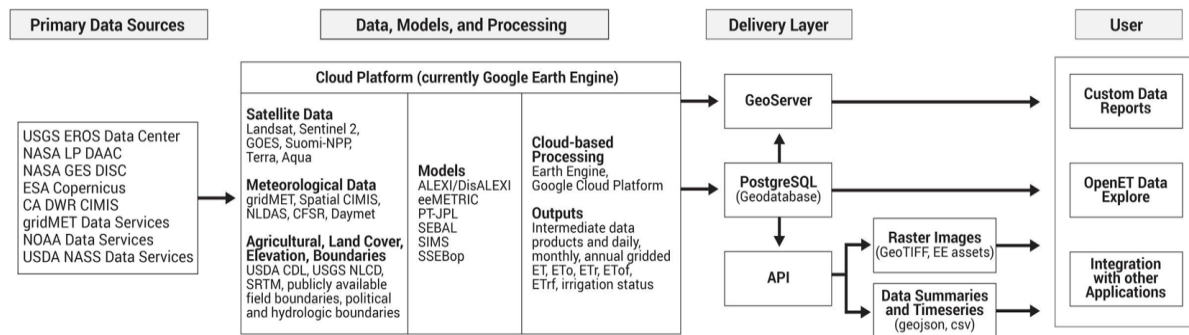 Primary Data Sources
Data, Models, and Processing
Delivery Layer
User
USGS EROS Data Center
NASA LP DAAC
NASA GES DISC
ESA Copernicus
CA DWR CIMIS
gridMET Data Services
NOAA Data Services
USDA NASS Data Services
Cloud Platform (currently Google Earth Engine)
Satellite Data
Landsat, Sentinel 2,
GOES, Suomi-NPP,
Terra, Aqua
Meteorological Data
gridMET, Spatial CIMIS,
NLDAS, CFSR, Daymet
Agricultural, Land Cover,
Elevation, Boundaries
USDA CDL, USGS NLCD,
SRTM, publicly available
field boundaries, political
and hydrologic boundaries
Models
ALEXI/DisALEXI
eeMETRIC
PT-JPL
SEBAL
SIMS
SSEBop
Cloud-based
Processing
Earth Engine,
Google Cloud Platform
Outputs
Intermediate data
products and daily,
monthly, annual gridded
ET, ETo, ETr, ETof,
ETrf, irrigation status
GeoServer
PostgreSQL
(Geodatabase)
API
Raster Images
(GeoTIFF, EE assets)
Data Summaries
and Timeseries
(geojson, csv)
Custom Data
Reports
OpenET Data
Explore
Integration
with other
Applications